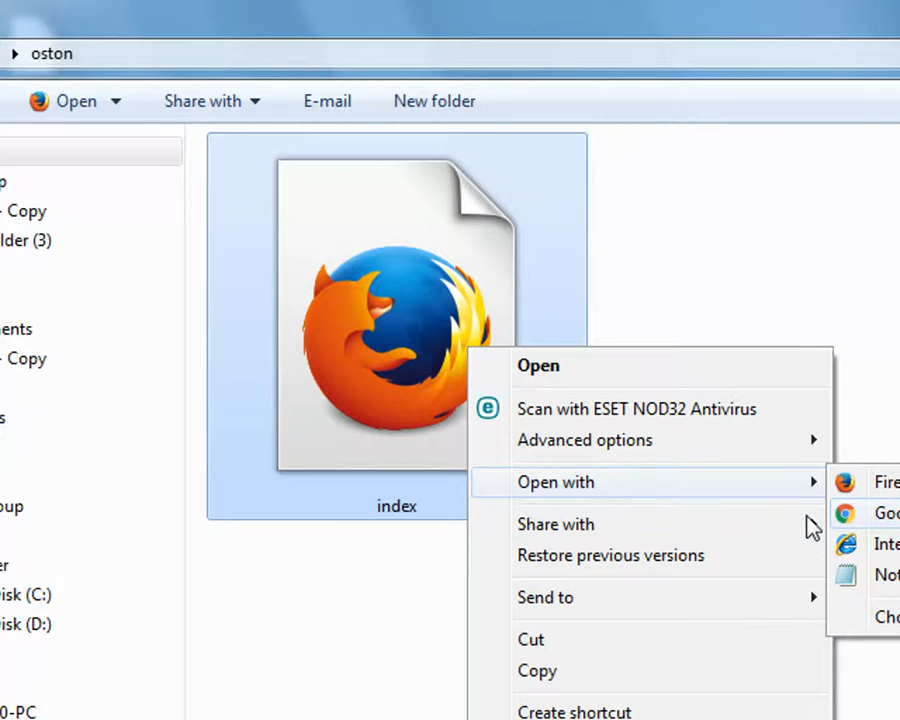 oston
Open
Share with
E-mail
New folder
p
- Copy
lder (3)
ents
- Copy
s
oup
er
isk (C:)
isk (D:)
0-PC
index
Open
Scan with ESET NOD32 Antivirus
Advanced options
Open with
Share with
Restore previous versions
Send to
Cut
Copy
Create shortcut
Fire
Goo
Inte
Not
Cho